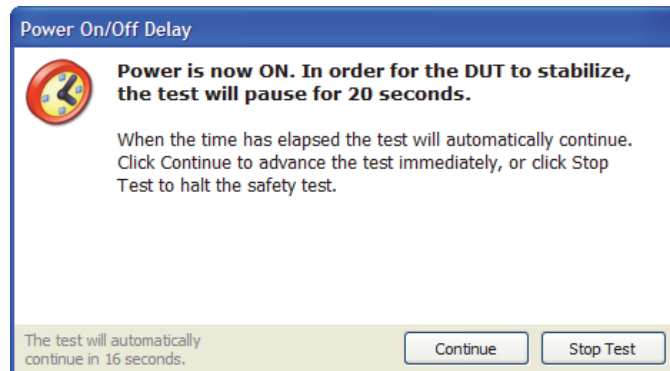 Power On/Off Delay
Power is now ON. In order for the DUT to stabilize,
the test will pause for 20 seconds.
When the time has elapsed the test will automatically continue.
Click Continue to advance the test immediately, or click Stop
Test to halt the safety test.
The test will automatically
continue in 16 seconds.
Continue
Stop Test